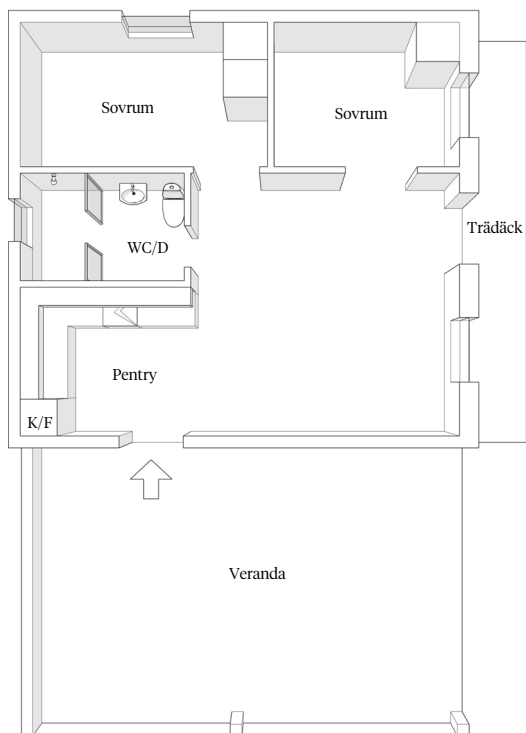 Sovrum
Sovrum
Trädäck
WC/D
Pentry
K/F
Veranda